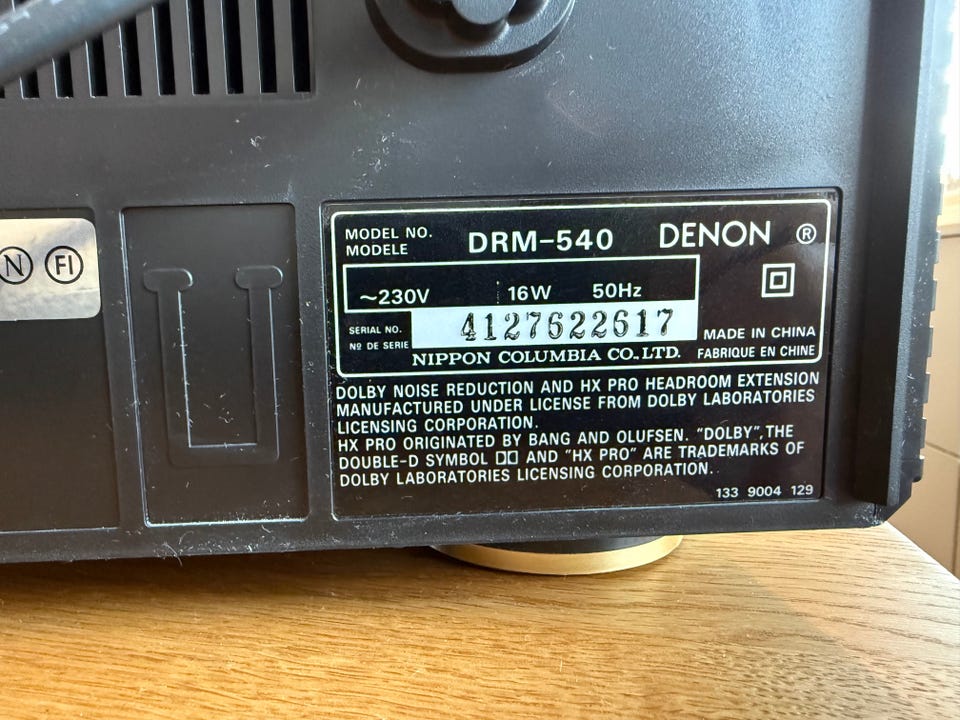 N FI
MODEL NO. DRM-540 DENON ®
MODELE
~230V 16W 50Hz
SERIAL NO. 4127622617
Nº DE SERIE
MADE IN CHINA
NIPPON COLUMBIA CO., LTD. FABRIQUE EN CHINE
DOLBY NOISE REDUCTION AND HX PRO HEADROOM EXTENSION
MANUFACTURED UNDER LICENSE FROM DOLBY LABORATORIES
LICENSING CORPORATION.
HX PRO ORIGINATED BY BANG AND OLUFSEN. "DOLBY", THE
DOUBLE-D SYMBOL AND "HX PRO" ARE TRADEMARKS OF
DOLBY LABORATORIES LICENSING CORPORATION.
133 9004 129